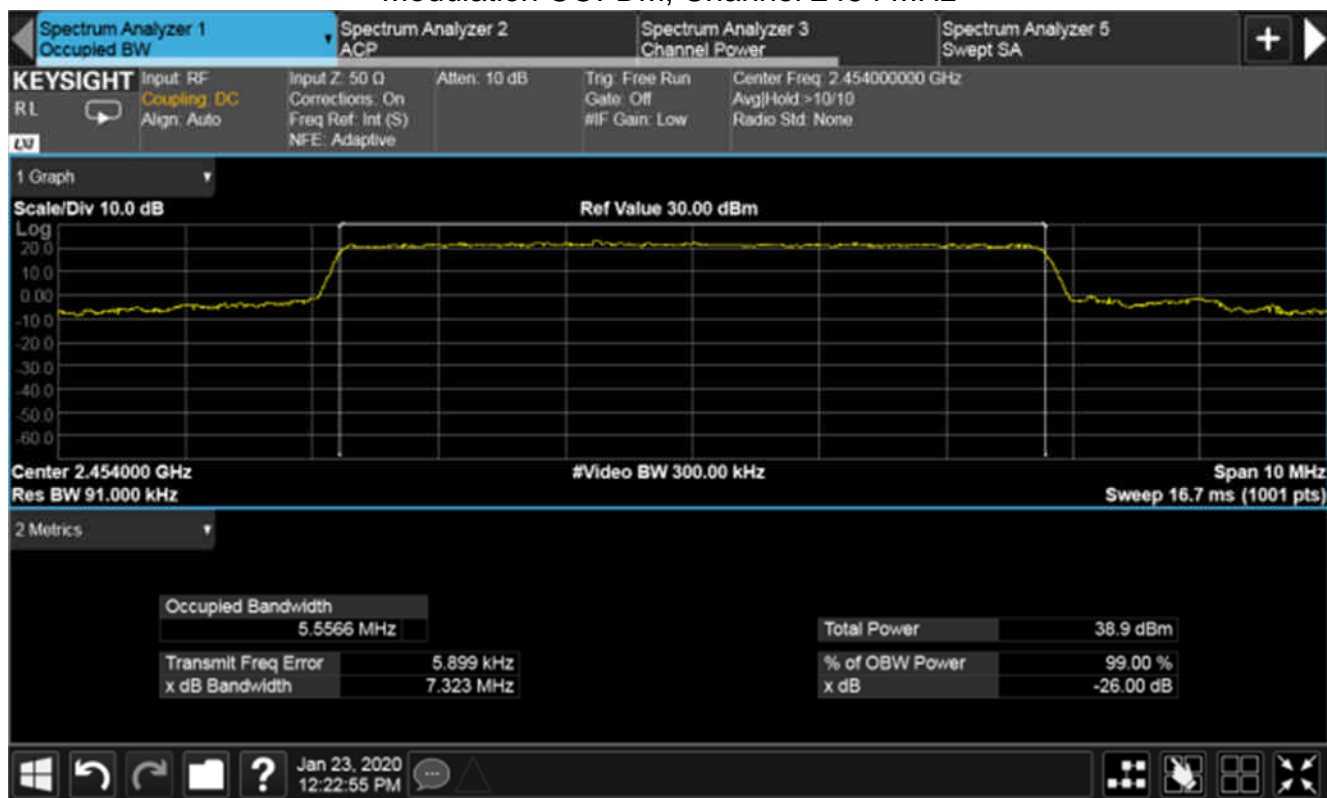 Spectrum Analyzer 1
Occupied BW
Spectrum Analyzer 2
ACP
Spectrum Analyzer 3
Channel Power
Spectrum Analyzer 5
Swept SA
+
KEYSIGHT
RL
LXI
Input: RF
Coupling: DC
Align: Auto
Input Z: 50 Ω
Corrections: On
Freq Ref: Int (S)
NFE: Adaptive
Atten: 10 dB
Trig: Free Run
Gate: Off
#IF Gain: Low
Center Freq: 2.454000000 GHz
Avg|Hold:>10/10
Radio Std: None
1 Graph
Scale/Div 10.0 dB
Ref Value 30.00 dBm
Log
20.0
10.0
0.00
-10.0
-20.0
-30.0
-40.0
-50.0
-60.0
Center 2.454000 GHz
#Video BW 300.00 kHz
Span 10 MHz
Res BW 91.000 kHz
Sweep 16.7 ms (1001 pts)
2 Metrics
Occupied Bandwidth
5.5566 MHz
Total Power 38.9 dBm
Transmit Freq Error 5.899 kHz
% of OBW Power 99.00 %
x dB Bandwidth 7.323 MHz
x dB -26.00 dB
?
Jan 23, 2020
12:22:55 PM